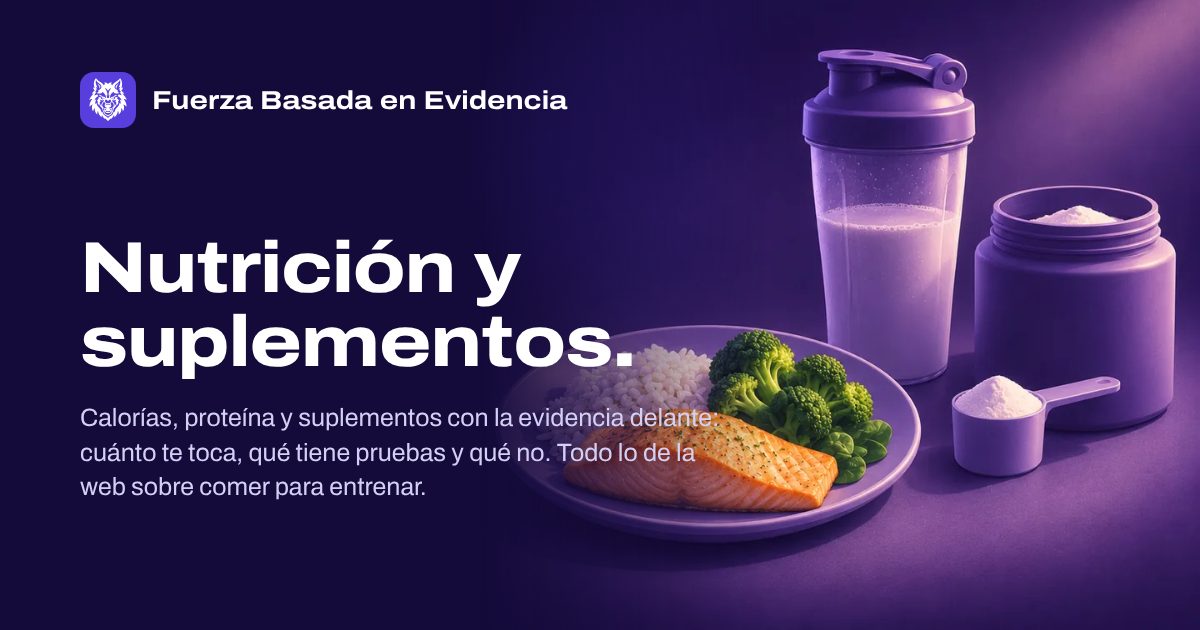 Fuerza Basada en Evidencia
Nutrición y
suplementos.
Calorías, proteína y suplementos con la evidencia delante:
cuánto te toca, qué tiene pruebas y qué no. Todo lo de la
web sobre comer para entrenar.